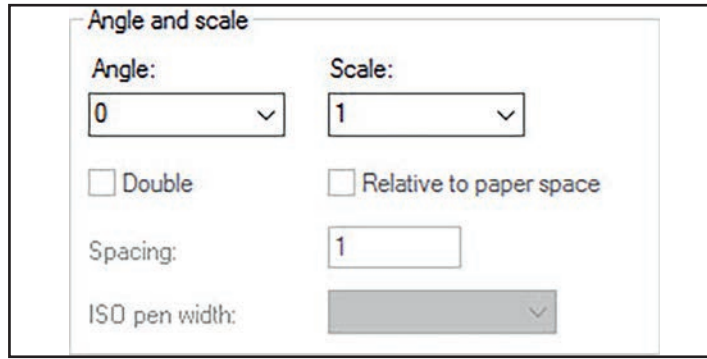 Angle and scale
Angle: Scale:
0 1
Double Relative to paper space
Spacing: 1
ISO pen width: